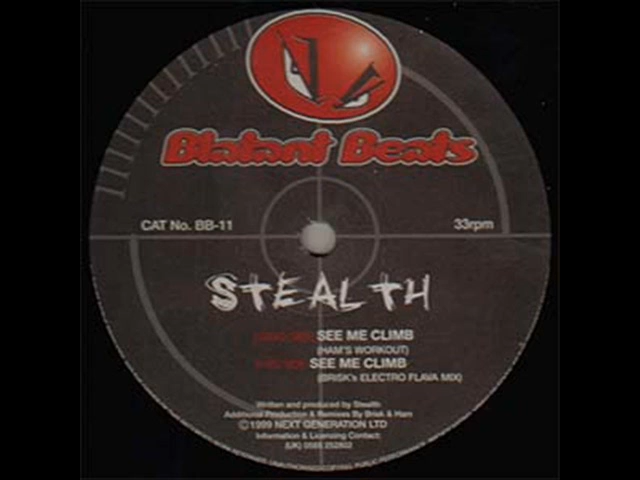 Blatant Beats
CAT No. BB-11
33rpm
STEALTH
SEE ME CLIMB
(HAM'S WORKOUT)
SEE ME CLIMB
(BRISK's ELECTRO FLAVA MIX)
Written and produced by Stealth
Additional Production & Remixes By Brisk & Ham
©1999 NEXT GENERATION LTD
Information & Licensing Contact:
(UK)